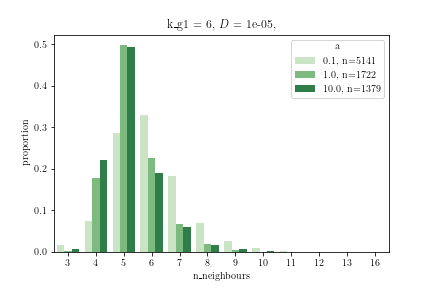 k_g1 = 6, D = 1e-05,
a
0.1, n=5141
1.0, n=1722
10.0, n=1379
proportion
0.5
0.4
0.3
0.2
0.1
0.0
3 4 5 6 7 8 9 10 11 12 13 16
n_neighbours